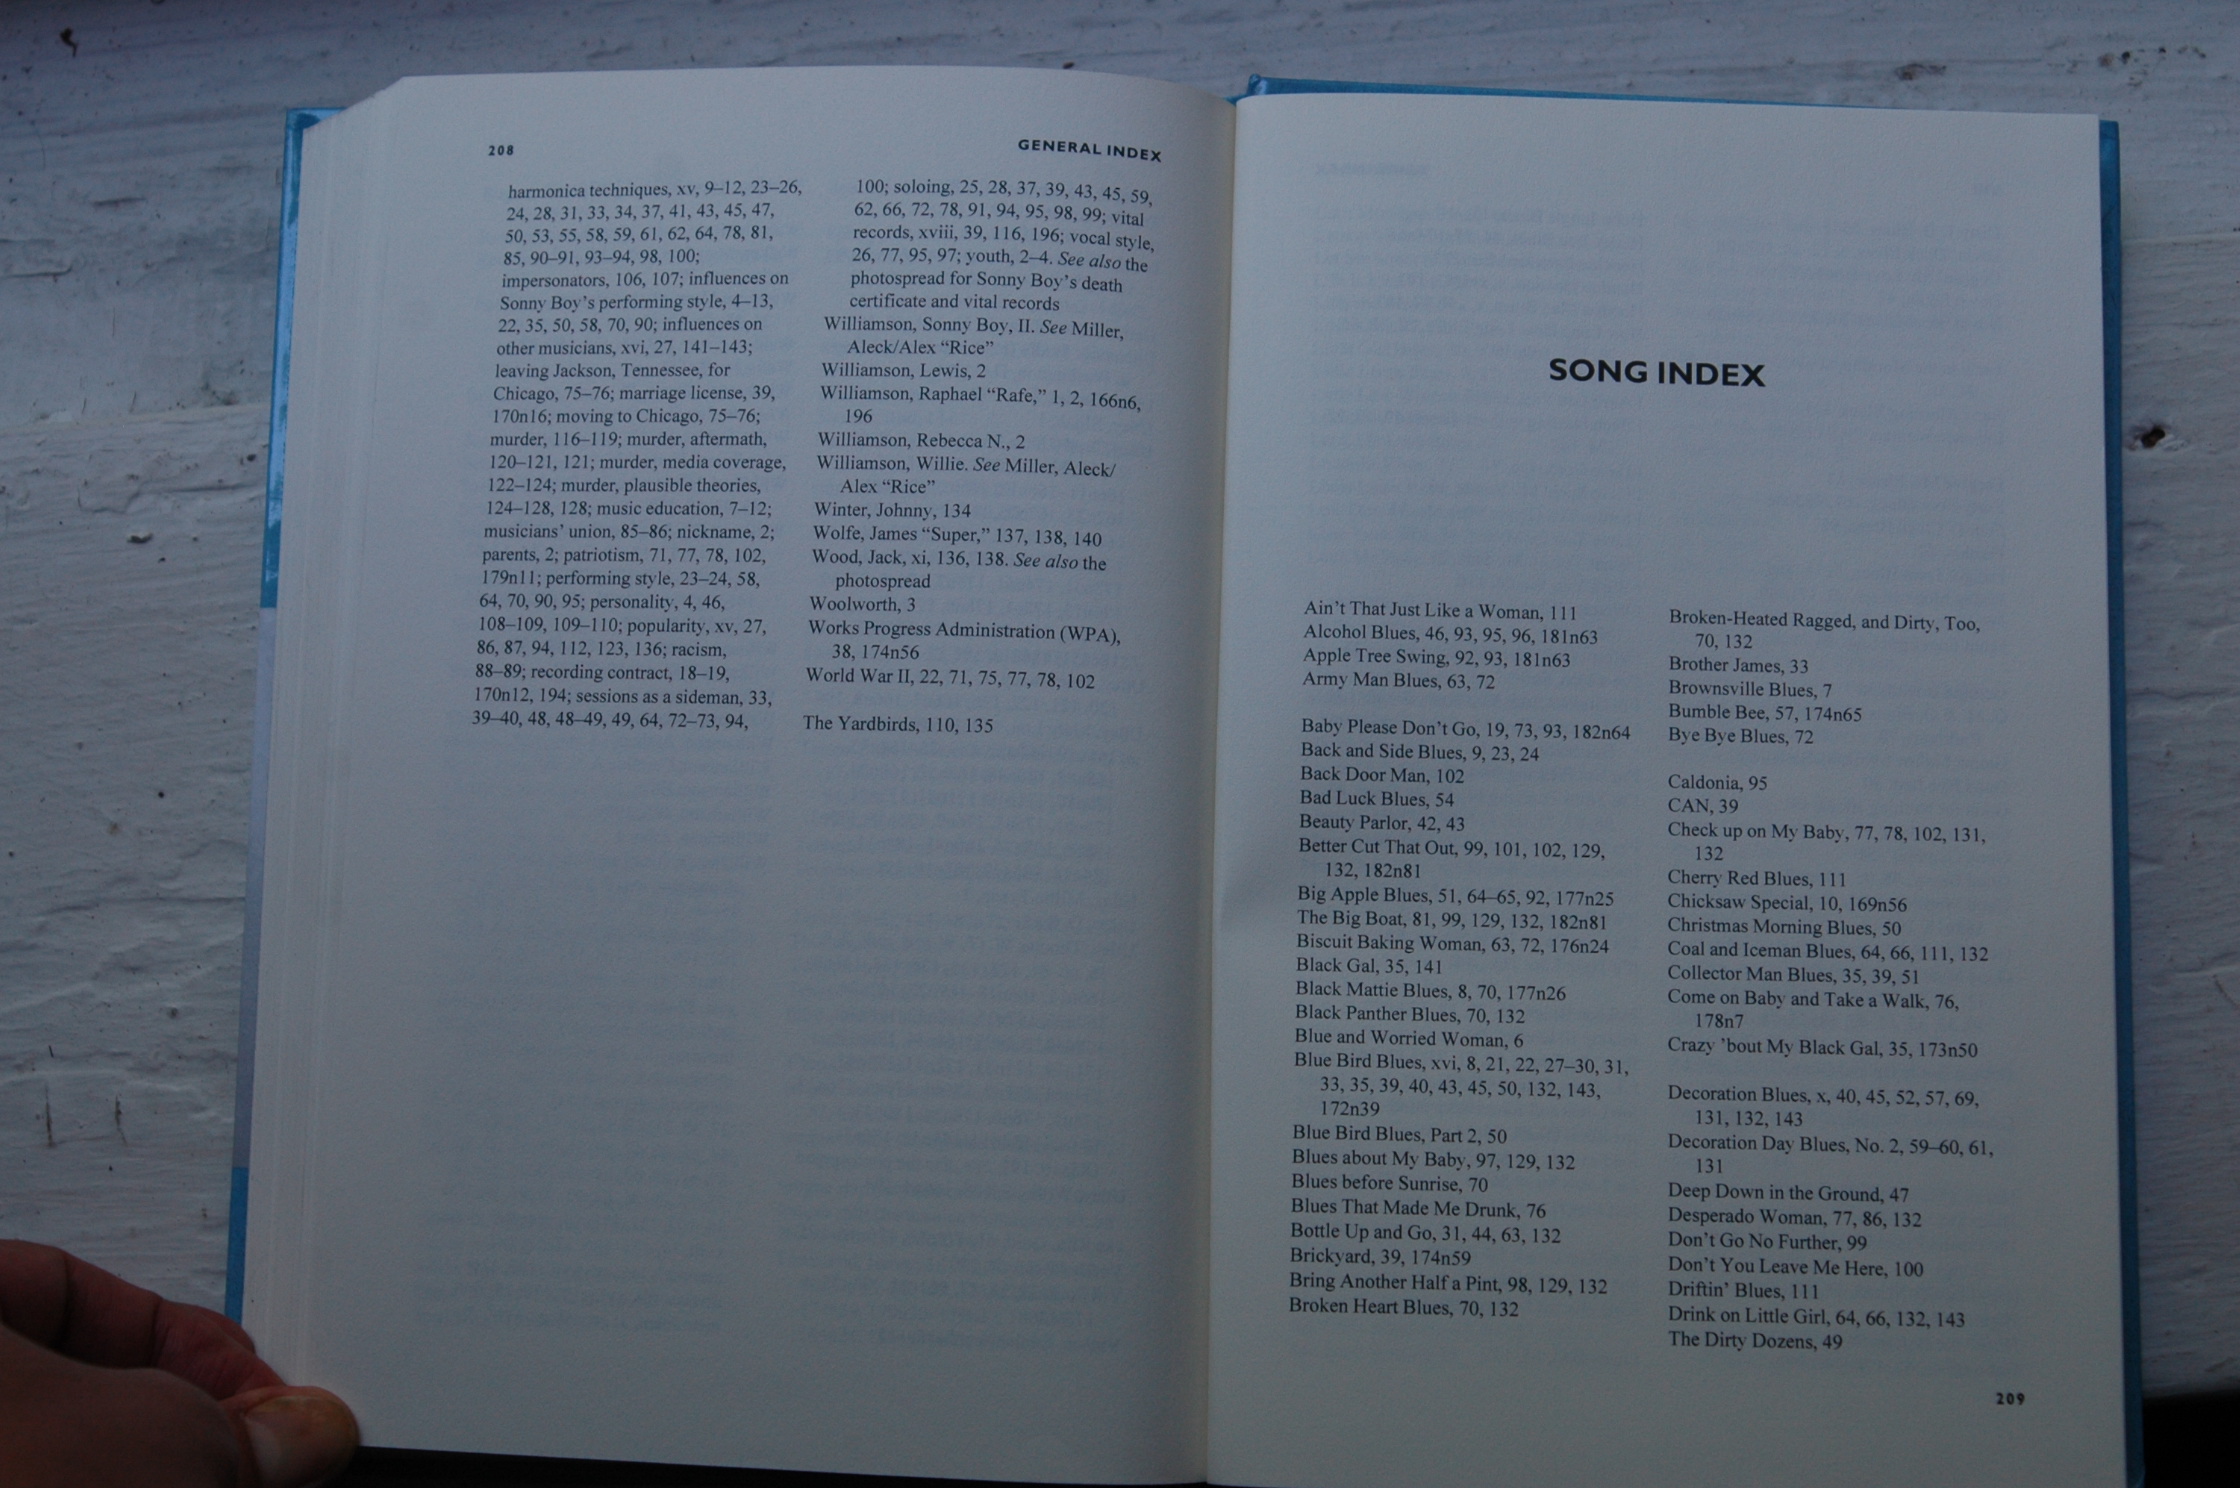 208
GENERAL INDEX
harmonica techniques, xv, 9–12, 23–26,
24, 28, 31, 33, 34, 37, 41, 43, 45, 47,
50, 53, 55, 58, 59, 61, 62, 64, 78, 81,
85, 90–91, 93–94, 98, 100;
impersonators, 106, 107; influences on
Sonny Boy's performing style, 4–13,
22, 35, 50, 58, 70, 90; influences on
other musicians, xvi, 27, 141–143;
leaving Jackson, Tennessee, for
Chicago, 75–76; marriage license, 39,
170n16; moving to Chicago, 75–76;
murder, 116–119; murder, aftermath,
120–121, 121; murder, media coverage,
122–124; murder, plausible theories,
124–128, 128; music education, 7–12;
musicians' union, 85–86; nickname, 2;
parents, 2; patriotism, 71, 77, 78, 102,
179n11; performing style, 23–24, 58,
64, 70, 90, 95; personality, 4, 46,
108–109, 109–110; popularity, xv, 27,
86, 87, 94, 112, 123, 136; racism,
88–89; recording contract, 18–19,
170n12, 194; sessions as a sideman, 33,
39–40, 48, 48–49, 49, 64, 72–73, 94,
100; soloing, 25, 28, 37, 39, 43, 45, 59,
62, 66, 72, 78, 91, 94, 95, 98, 99; vital
records, xviii, 39, 116, 196; vocal style,
26, 77, 95, 97; youth, 2–4. See also the
photospread for Sonny Boy's death
certificate and vital records
Williamson, Sonny Boy, II. See Miller,
Aleck/Alex “Rice”
Williamson, Lewis, 2
Williamson, Raphael “Rafe,” 1, 2, 166n6,
196
Williamson, Rebecca N., 2
Williamson, Willie. See Miller, Aleck/
Alex “Rice”
Winter, Johnny, 134
Wolfe, James “Super,” 137, 138, 140
Wood, Jack, xi, 136, 138. See also the
photospread
Woolworth, 3
Works Progress Administration (WPA),
38, 174n56
World War II, 22, 71, 75, 77, 78, 102
The Yardbirds, 110, 135
SONG INDEX
Ain't That Just Like a Woman, 111
Alcohol Blues, 46, 93, 95, 96, 181n63
Apple Tree Swing, 92, 93, 181n63
Army Man Blues, 63, 72
Baby Please Don't Go, 19, 73, 93, 182n64
Back and Side Blues, 9, 23, 24
Back Door Man, 102
Bad Luck Blues, 54
Beauty Parlor, 42, 43
Better Cut That Out, 99, 101, 102, 129,
132, 182n81
Big Apple Blues, 51, 64–65, 92, 177n25
The Big Boat, 81, 99, 129, 132, 182n81
Biscuit Baking Woman, 63, 72, 176n24
Black Gal, 35, 141
Black Mattie Blues, 8, 70, 177n26
Black Panther Blues, 70, 132
Blue and Worried Woman, 6
Blue Bird Blues, xvi, 8, 21, 22, 27–30, 31,
33, 35, 39, 40, 43, 45, 50, 132, 143,
172n39
Blue Bird Blues, Part 2, 50
Blues about My Baby, 97, 129, 132
Blues before Sunrise, 70
Blues That Made Me Drunk, 76
Bottle Up and Go, 31, 44, 63, 132
Brickyard, 39, 174n59
Bring Another Half a Pint, 98, 129, 132
Broken Heart Blues, 70, 132
Broken-Heated Ragged, and Dirty, Too,
70, 132
Brother James, 33
Brownsville Blues, 7
Bumble Bee, 57, 174n65
Bye Bye Blues, 72
Caldonia, 95
CAN, 39
Check up on My Baby, 77, 78, 102, 131,
132
Cherry Red Blues, 111
Chicksaw Special, 10, 169n56
Christmas Morning Blues, 50
Coal and Iceman Blues, 64, 66, 111, 132
Collector Man Blues, 35, 39, 51
Come on Baby and Take a Walk, 76,
178n7
Crazy 'bout My Black Gal, 35, 173n50
Decoration Blues, x, 40, 45, 52, 57, 69,
131, 132, 143
Decoration Day Blues, No. 2, 59–60, 61,
131
Deep Down in the Ground, 47
Desperado Woman, 77, 86, 132
Don't Go No Further, 99
Don't You Leave Me Here, 100
Driftin' Blues, 111
Drink on Little Girl, 64, 66, 132, 143
The Dirty Dozens, 49
209